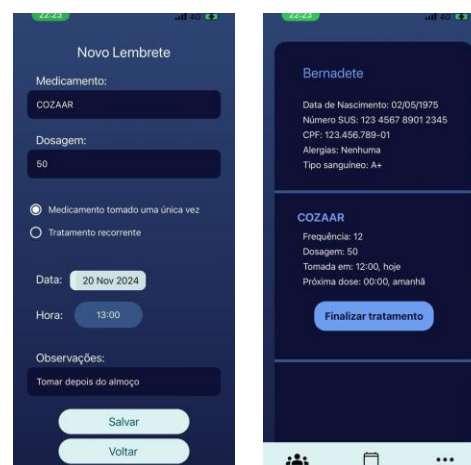 22:23
4G
Novo Lembrete
Medicamento:
COZAAR
Dosagem:
50
Medicamento tomado uma única vez
Tratamento recorrente
Data: 20 Nov 2024
Hora: 13:00
Observações:
Tomar depois do almoço
Salvar
Voltar
22:23
4G
Bernadete
Data de Nascimento: 02/05/1975
Número SUS: 123 4567 8901 2345
CPF: 123.456.789-01
Alergias: Nenhuma
Tipo sanguíneo: A+
COZAAR
Frequência: 12
Dosagem: 50
Tomada em: 12:00, hoje
Próxima dose: 00:00, amanhã
Finalizar tratamento